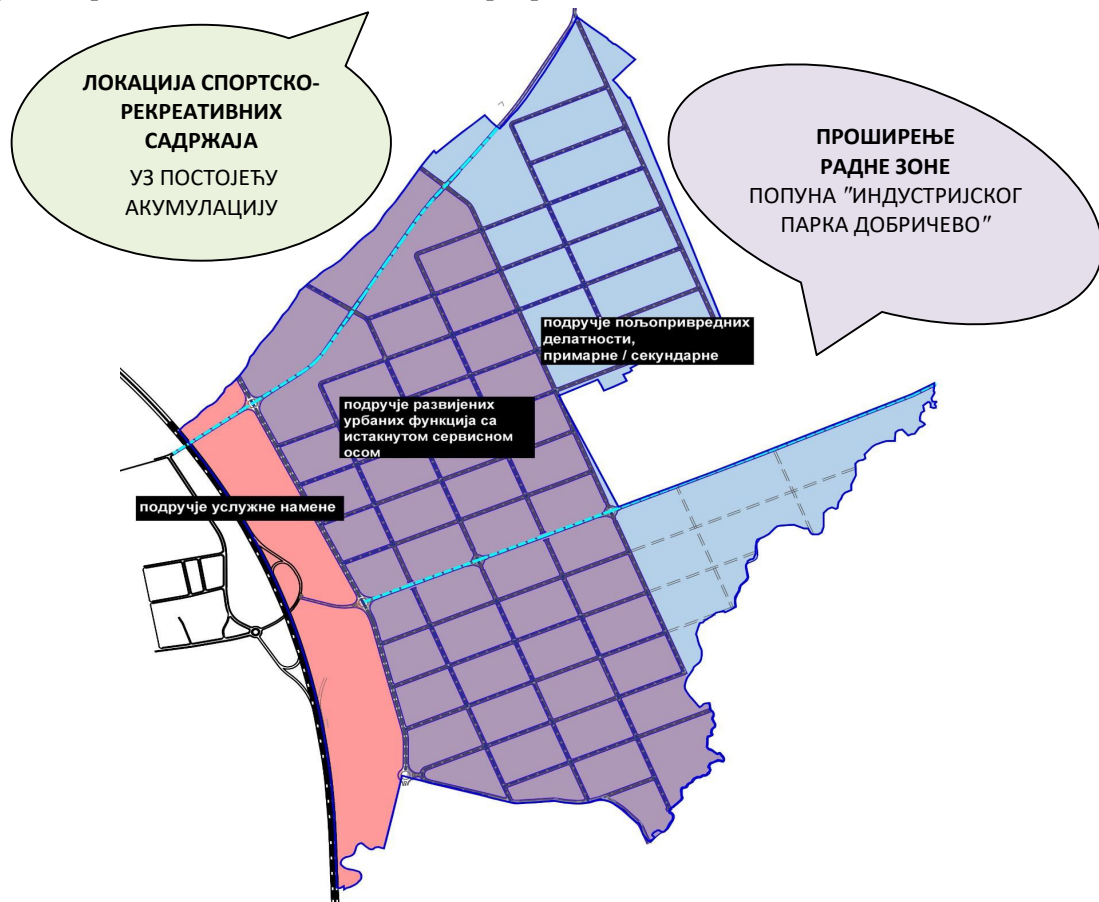 ЛОКАЦИЈА СПОРТСКО-
РЕКРЕАТИВНИХ
САДРЖАЈА
УЗ ПОСТОЈЕЋУ
АКУМУЛАЦИЈУ
ПРОШИРЕЊЕ
РАДНЕ ЗОНЕ
ПОПУНА "ИНДУСТРИЈСКОГ
ПАРКА ДОБРИЧЕВО"
подручје пољопривредних
делатности,
примарне / секундарне
подручје развијених
урбаних функција са
истакнутом сервисном
осом
подручје услужне намене